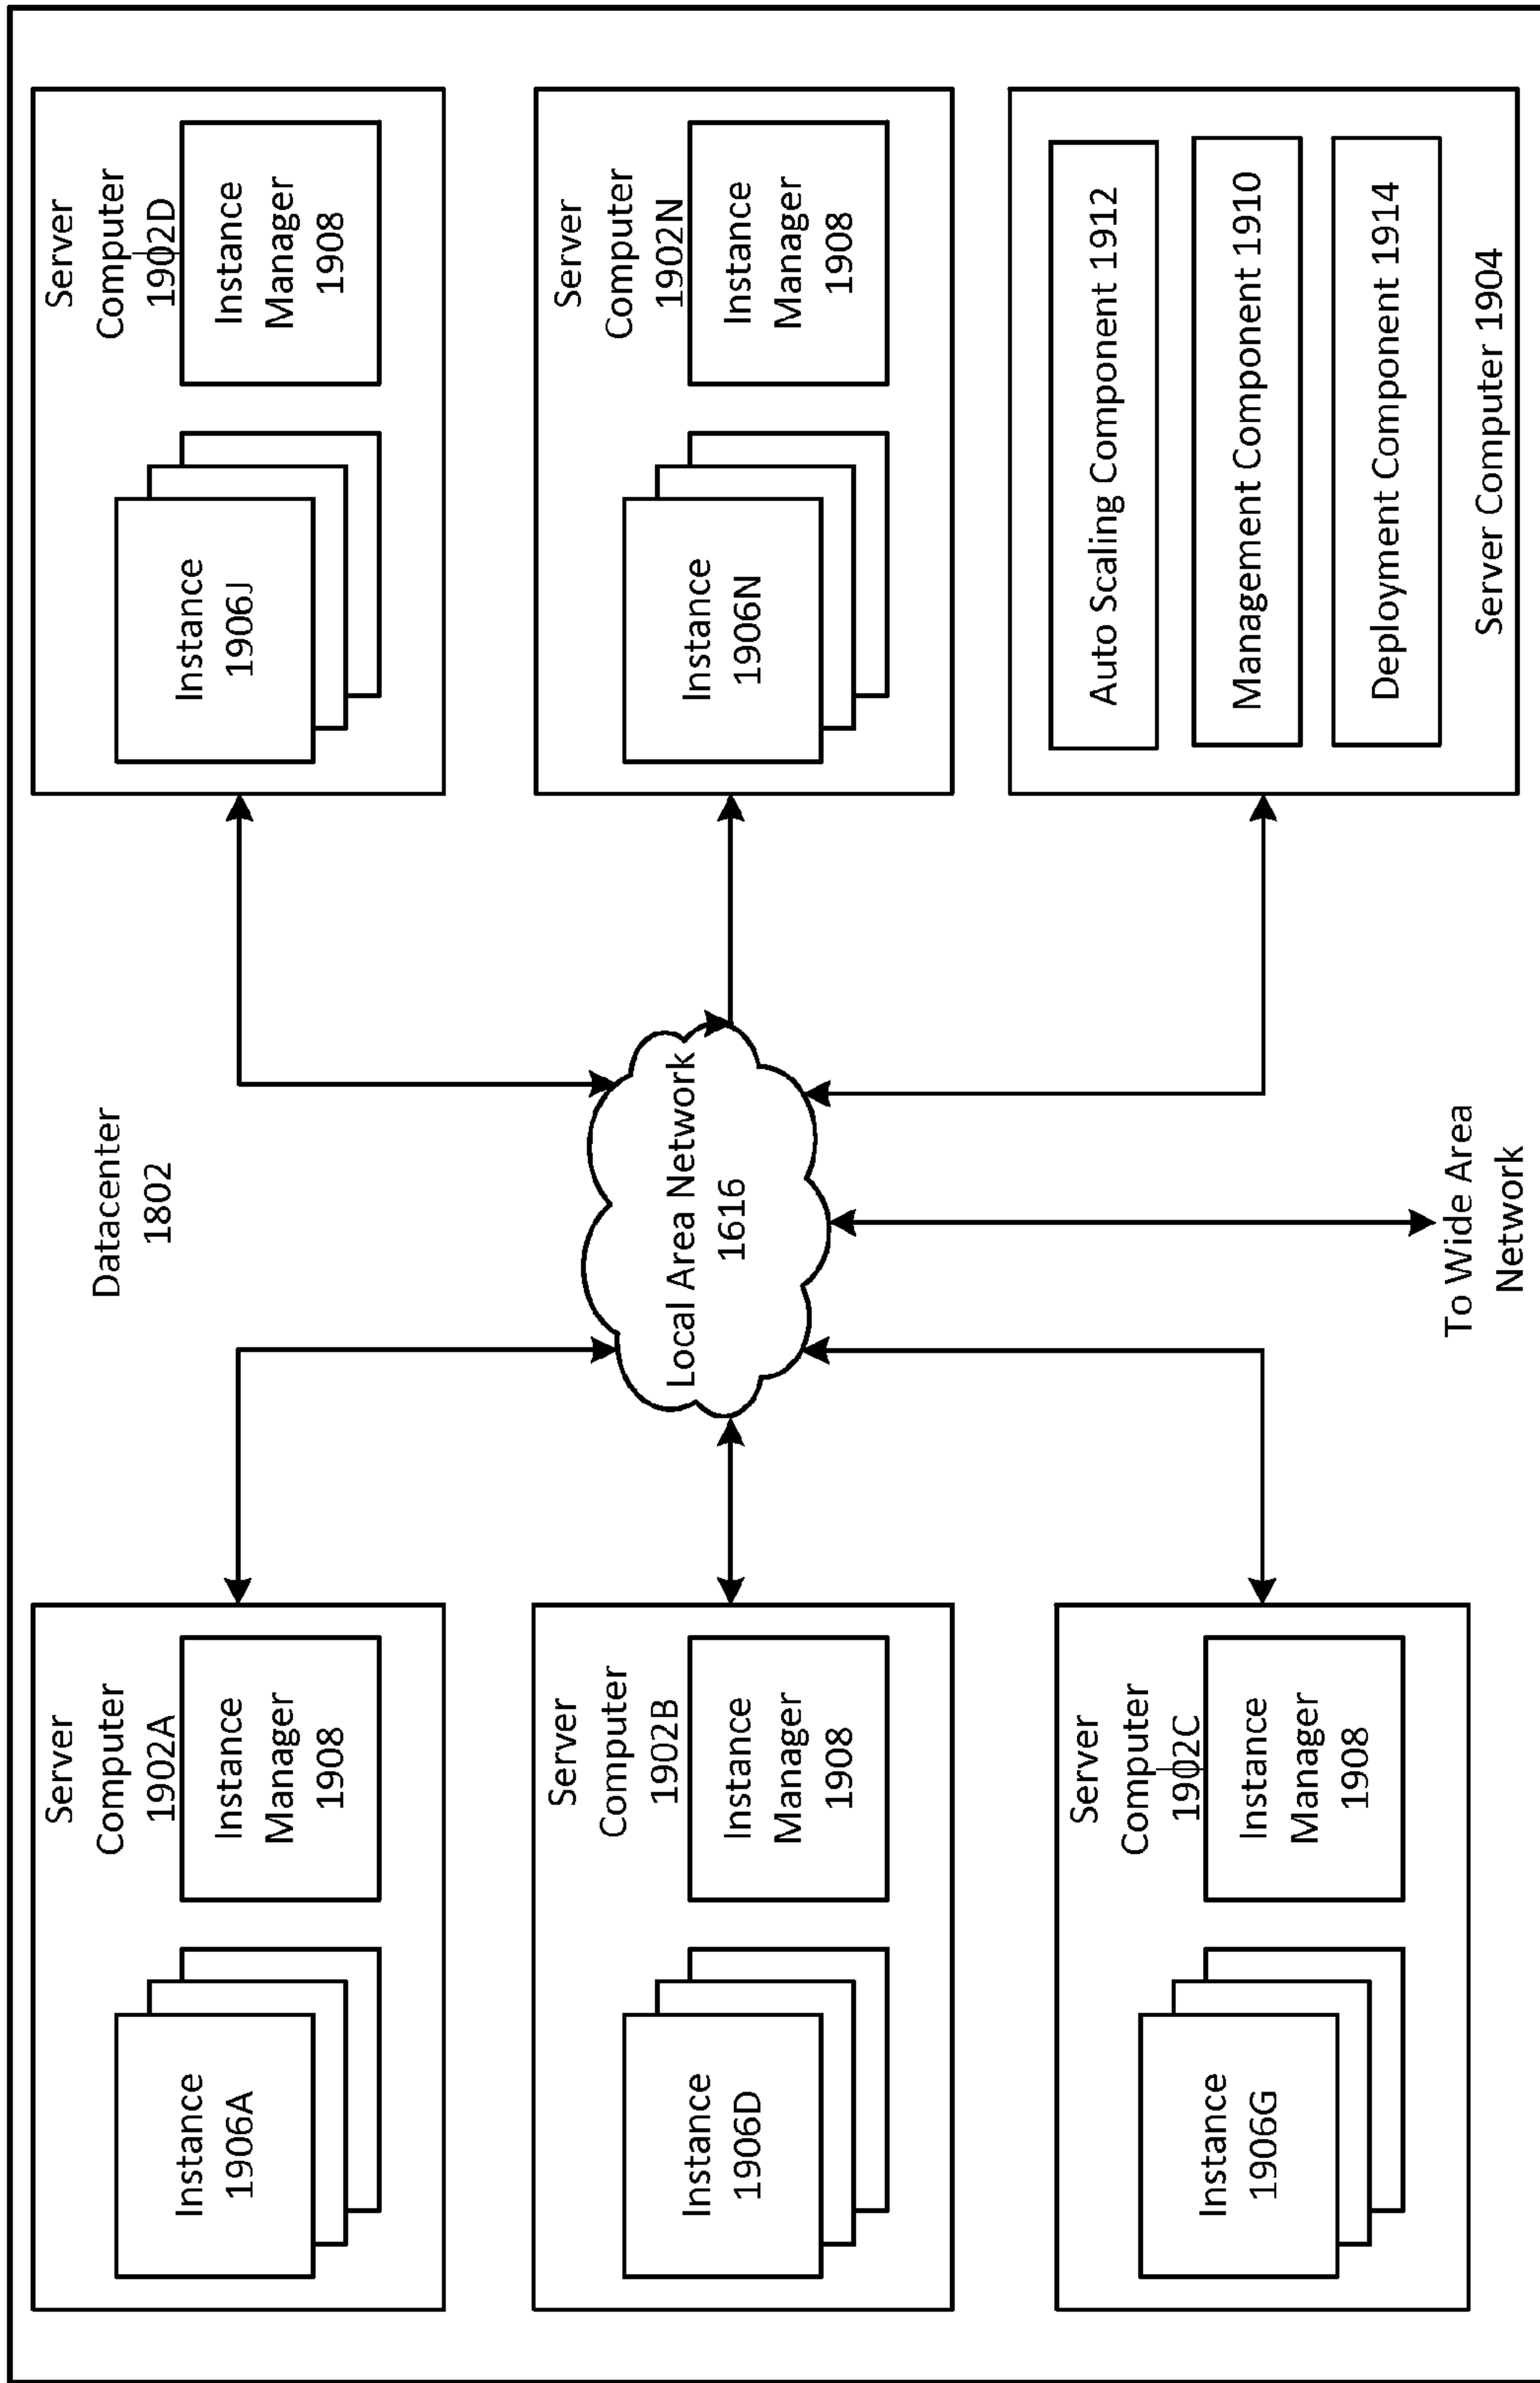 Datacenter
1802
Server
Computer
1902A
Instance
1906A
Instance
Manager
1908
Server
Computer
1902B
Instance
1906D
Instance
Manager
1908
Server
Computer
1902C
Instance
1906G
Instance
Manager
1908
Local Area Network
1616
To Wide Area
Network
Server
Computer
1902D
Instance
1906J
Instance
Manager
1908
Server
Computer
1902N
Instance
1906N
Instance
Manager
1908
Auto Scaling Component 1912
Management Component 1910
Deployment Component 1914
Server Computer 1904